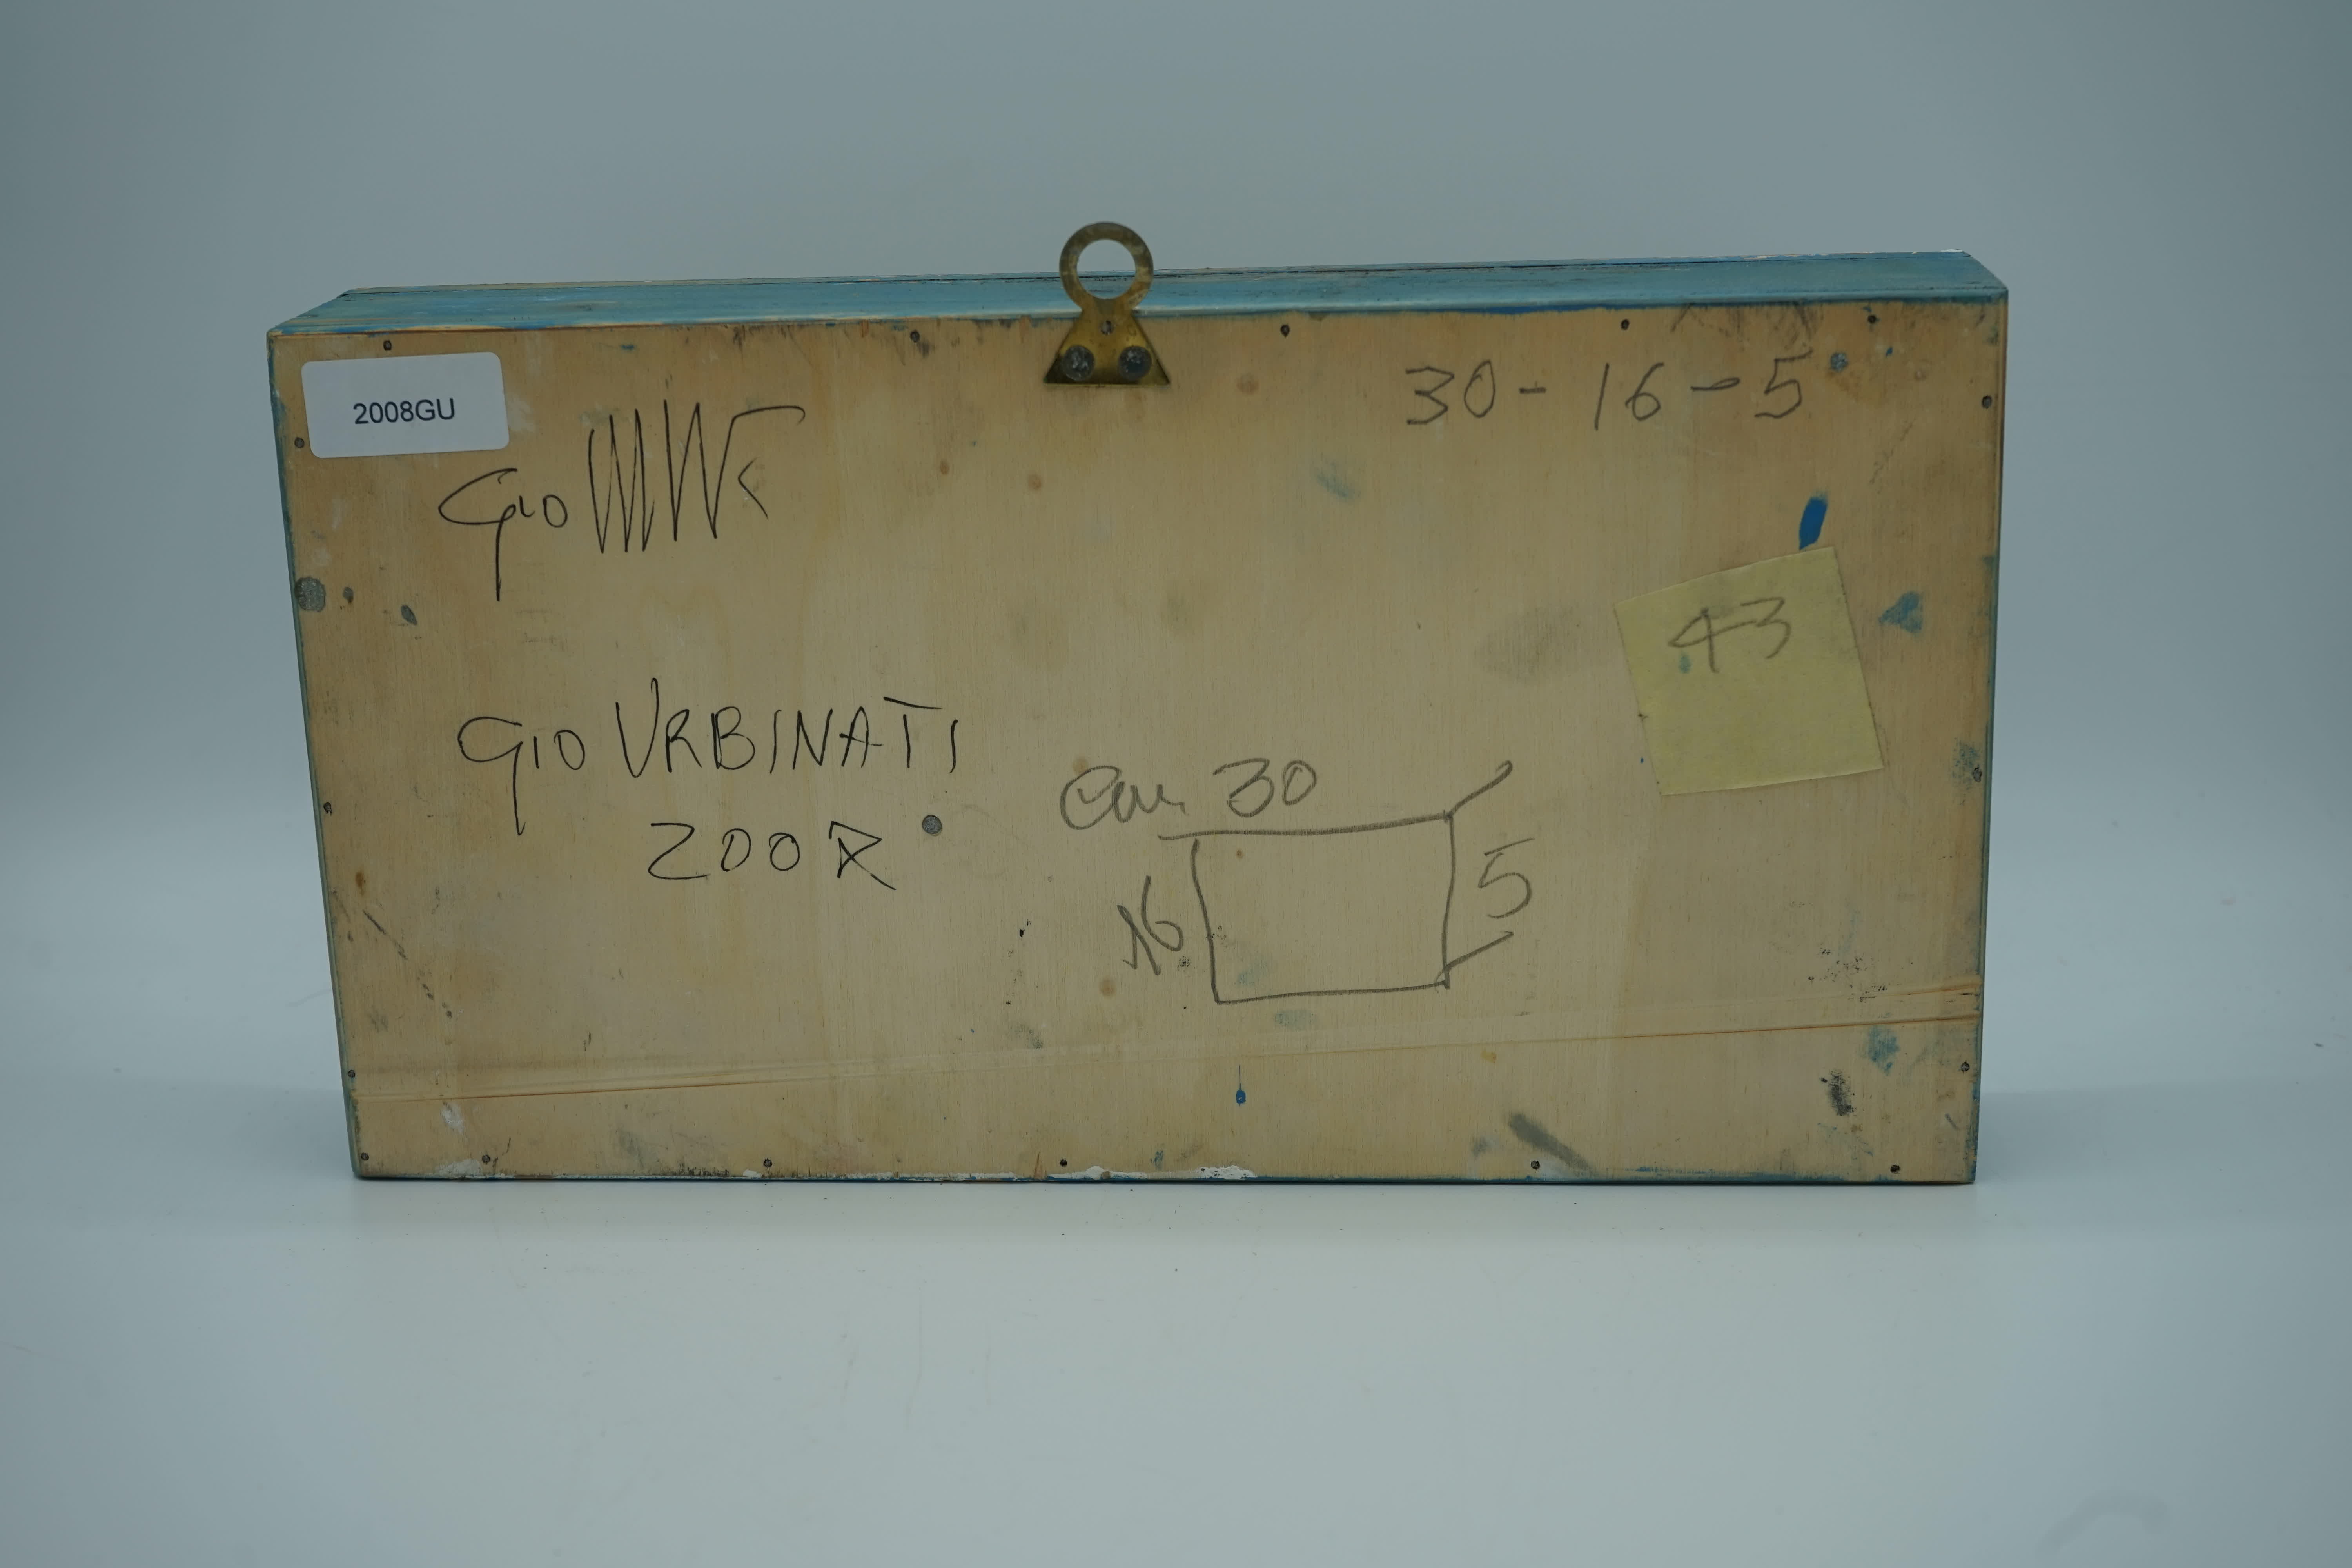 2008GU
30-16-5
Gio
43
GIO URBINATI
2008
cm. 30
16
5